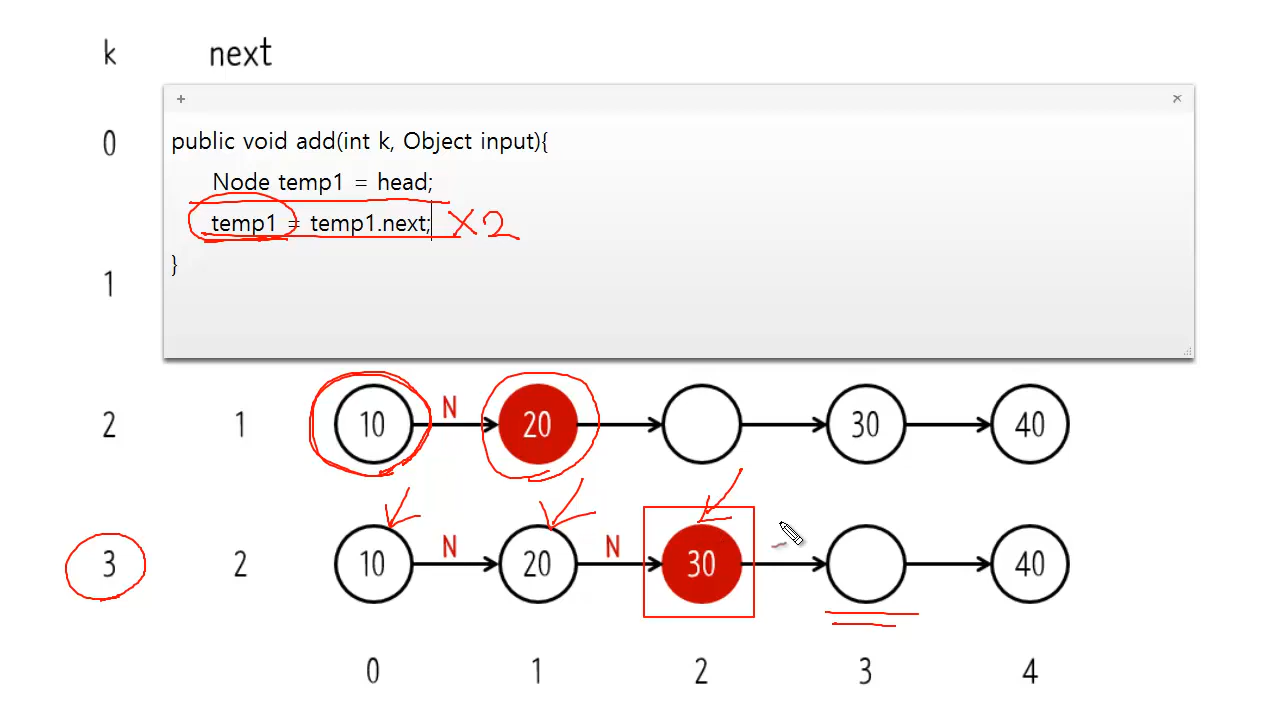 k next
+ ×
0 public void add(int k, Object input){
Node temp1 = head;
temp1 = temp1.next; X2
}
1
2 1 10 N 20 30 40
3 2 10 N 20 N 30 40
0 1 2 3 4